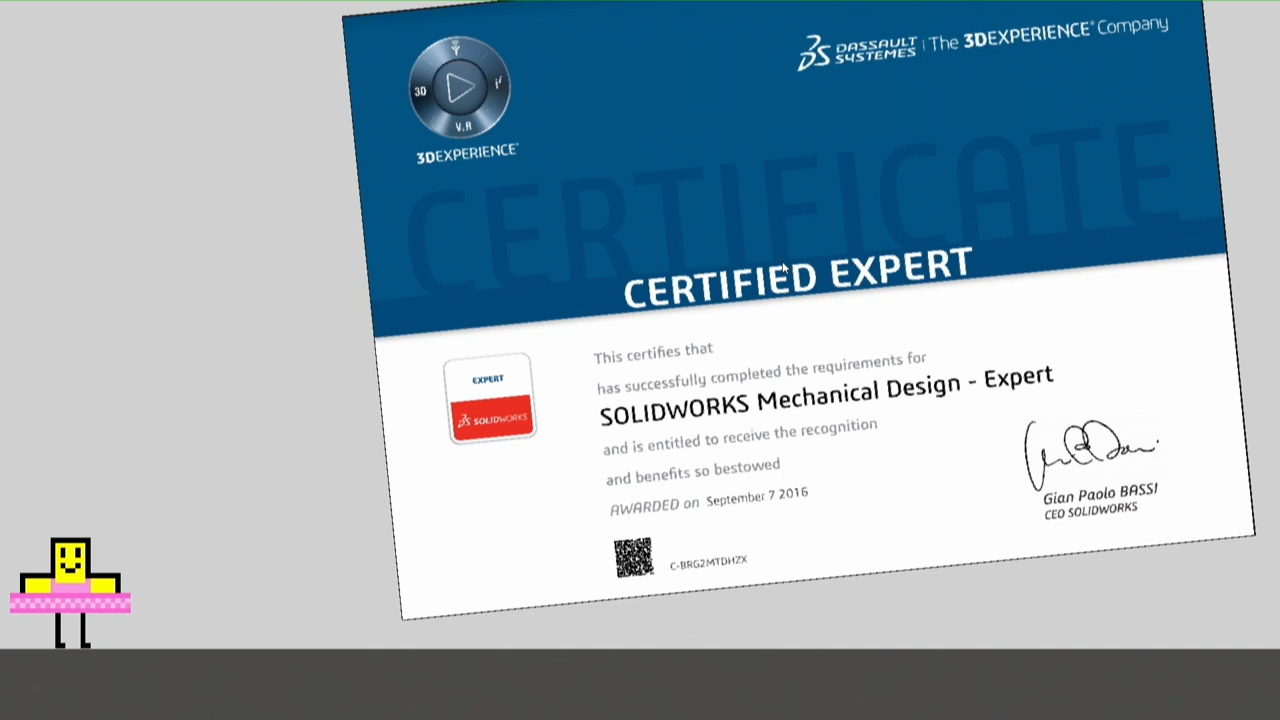 3D
V.R
3DEXPERIENCE®
DASSAULT SYSTEMES | The 3DEXPERIENCE® Company
CERTIFICATE
CERTIFIED EXPERT
This certifies that
has successfully completed the requirements for
SOLIDWORKS Mechanical Design - Expert
and is entitled to receive the recognition
and benefits so bestowed
AWARDED on September 7 2016
EXPERT
SOLIDWORKS
Gian Paolo BASSI
CEO SOLIDWORKS
C-BRG2MTDHZX